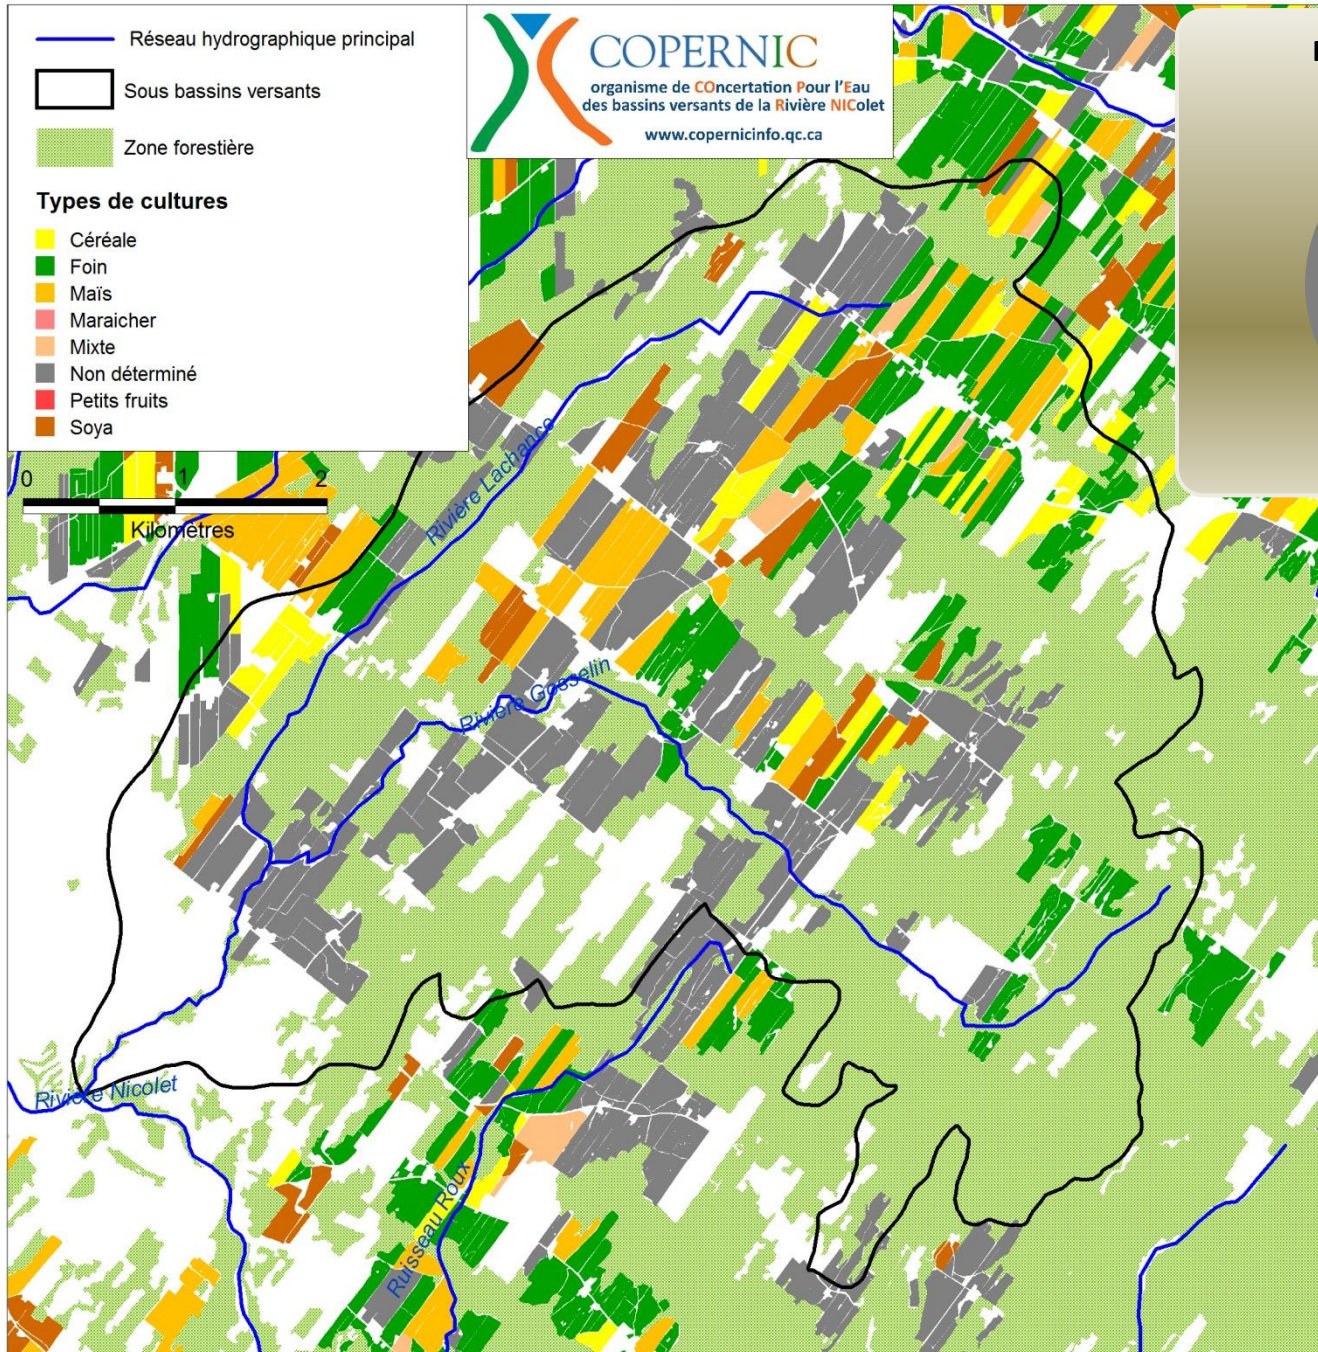 Réseau hydrographique principal
Sous bassins versants
Zone forestière
Types de cultures
Céréale
Foin
Maïs
Maraicher
Mixte
Non déterminé
Petits fruits
Soya
0 1 2
Kilomètres
COPERNIC
organisme de COncertation Pour l'Eau
des bassins versants de la Rivière NIColet
www.copernicinfo.qc.ca
Rivière Lachance
Rivière Gosselin
Rivière Nicolet
Ruisseau Roux